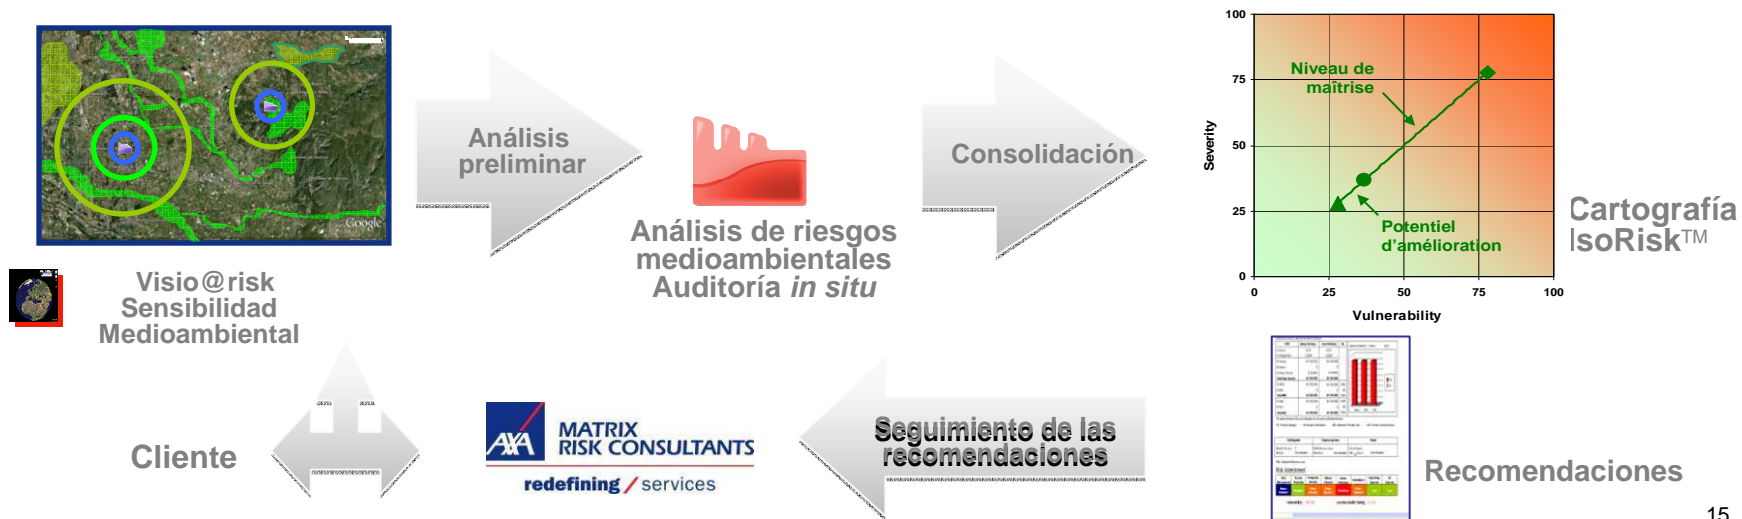 Google
Visio@risk
Sensibilidad
Medioambiental
Análisis
preliminar
Análisis de riesgos
medioambientales
Auditoría in situ
Consolidación
100
75
50
25
0
Severity
Niveau de
maîtrise
Potentiel
d'amélioration
0 25 50 75 100
Vulnerability
Cartografía
IsoRisk™
Cliente
AXA
MATRIX
RISK CONSULTANTS
redefining / services
Seguimiento de las
recomendaciones
Recomendaciones
15